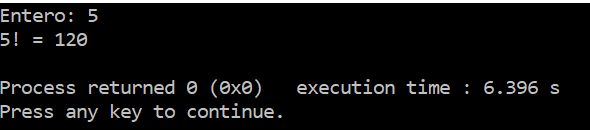 Entero: 5
5! = 120
Process returned 0 (0x0)   execution time : 6.396 s
Press any key to continue.